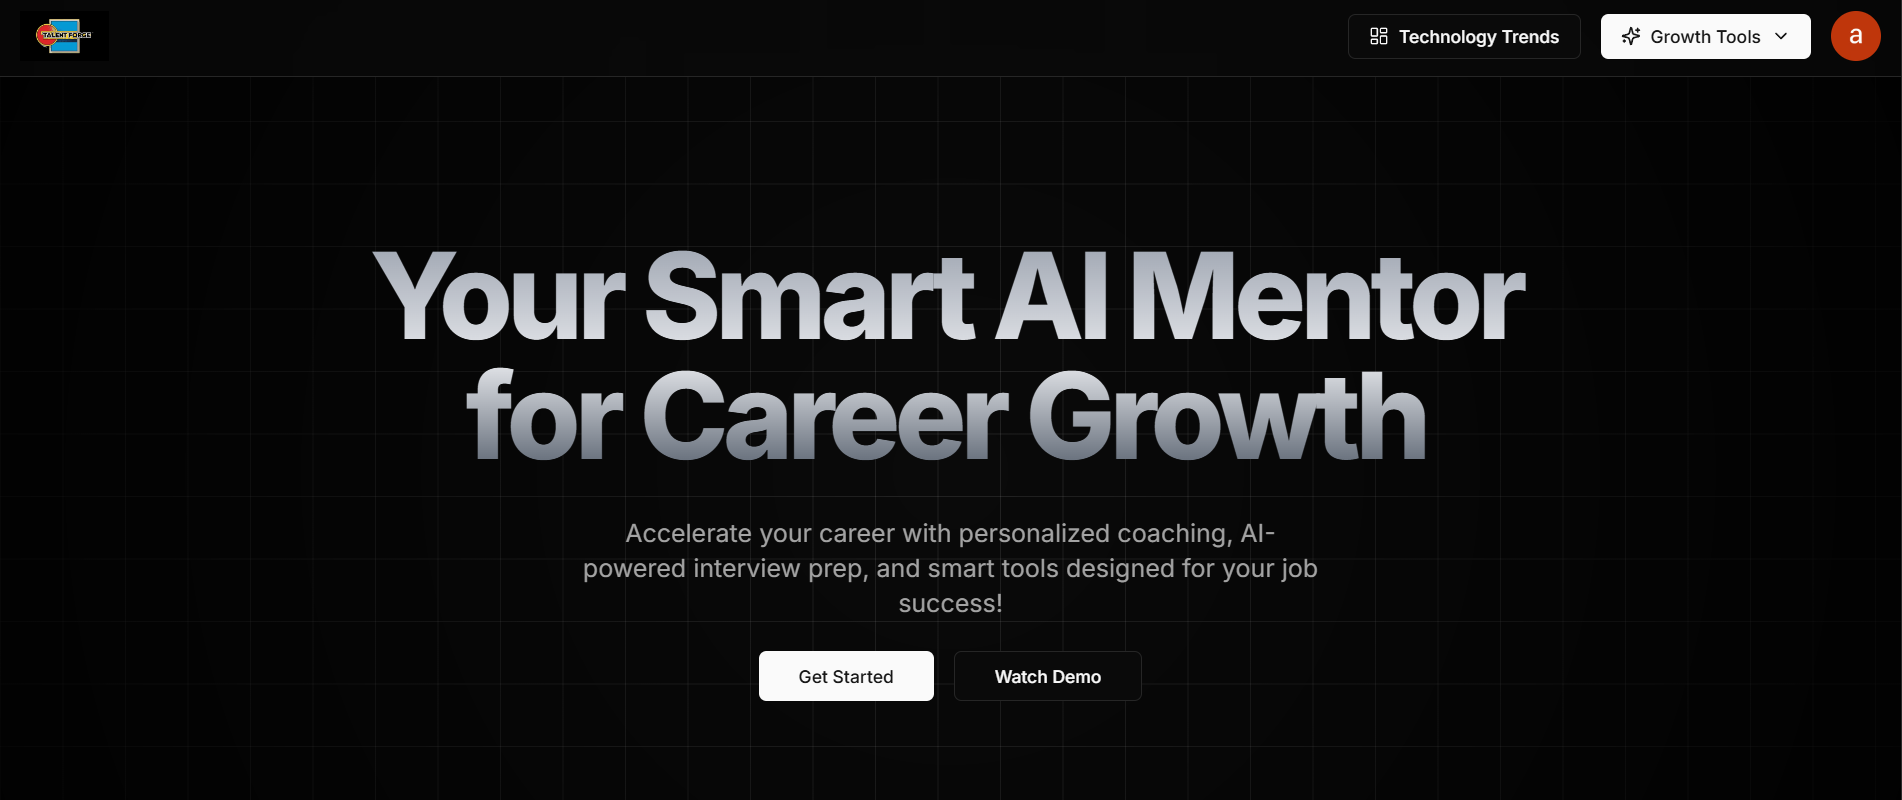 TALENT FORGE
Technology Trends
Growth Tools
a
Your Smart AI Mentor
for Career Growth
Accelerate your career with personalized coaching, AI-
powered interview prep, and smart tools designed for your job
success!
Get Started
Watch Demo